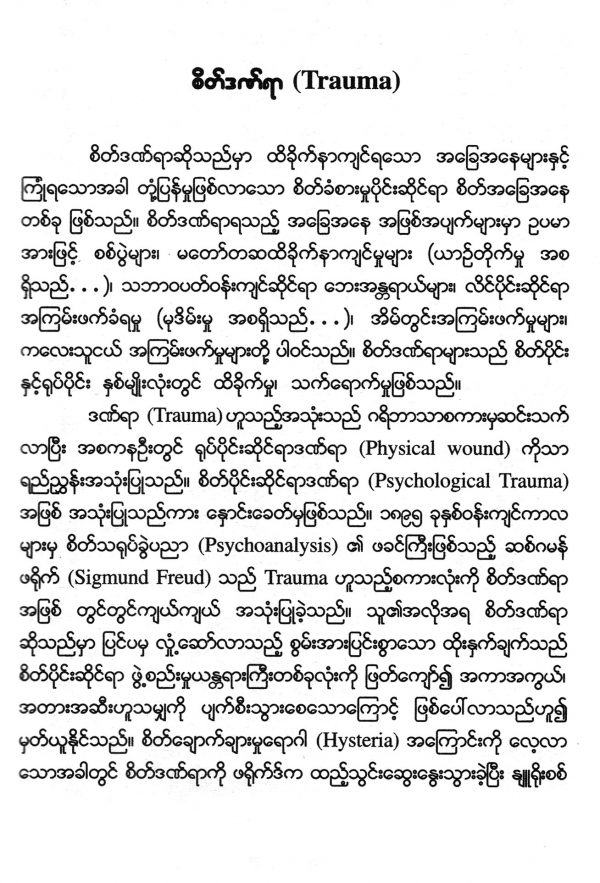 စိတ်ဒဏ်ရာ (Trauma)
စိတ်ဒဏ်ရာဆိုသည်မှာ ထိခိုက်နာကျင်ရသော အခြေအနေများနှင့်
ကြုံရသောအခါ တုံ့ပြန်မှုဖြစ်လာသော စိတ်ခံစားမှုပိုင်းဆိုင်ရာ စိတ်အခြေအနေ
တစ်ခု ဖြစ်သည်။ စိတ်ဒဏ်ရာရသည့် အခြေအနေ အဖြစ်အပျက်များမှာ ဥပမာ
အားဖြင့် စစ်ပွဲများ၊ မတော်တဆထိခိုက်နာကျင်မှုများ (ယာဉ်တိုက်မှု အစ
ရှိသည်. . .)၊ သဘာဝပတ်ဝန်းကျင်ဆိုင်ရာ ဘေးအန္တရာယ်များ၊ လိင်ပိုင်းဆိုင်ရာ
အကြမ်းဖက်ခံရမှု (မုဒိမ်းမှု အစရှိသည်. . .)၊ အိမ်တွင်းအကြမ်းဖက်မှုများ၊
ကလေးသူငယ် အကြမ်းဖက်မှုများတို့ ပါဝင်သည်။ စိတ်ဒဏ်ရာများသည် စိတ်ပိုင်း
နှင့်ရုပ်ပိုင်း နှစ်မျိုးလုံးတွင် ထိခိုက်မှု၊ သက်ရောက်မှုဖြစ်သည်။
ဒဏ်ရာ (Trauma) ဟူသည့်အသုံးသည် ဂရိဘာသာစကားမှဆင်းသက်
လာပြီး အစကနဦးတွင် ရုပ်ပိုင်းဆိုင်ရာဒဏ်ရာ (Physical wound) ကိုသာ
ရည်ညွှန်းအသုံးပြုသည်။ စိတ်ပိုင်းဆိုင်ရာဒဏ်ရာ (Psychological Trauma)
အဖြစ် အသုံးပြုသည်ကား နှောင်းခေတ်မှဖြစ်သည်။ ၁၈၉၅ ခုနှစ်ဝန်းကျင်ကာလ
များမှ စိတ်သရုပ်ခွဲပညာ (Psychoanalysis) ၏ ဖခင်ကြီးဖြစ်သည့် ဆစ်ဂမန်
ဖရိုက် (Sigmund Freud) သည် Trauma ဟူသည့်စကားလုံးကို စိတ်ဒဏ်ရာ
အဖြစ် တွင်တွင်ကျယ်ကျယ် အသုံးပြုခဲ့သည်။ သူ၏အလိုအရ စိတ်ဒဏ်ရာ
ဆိုသည်မှာ ပြင်ပမှ လှုံ့ဆော်လာသည့် စွမ်းအားပြင်းစွာသော ထိုးနှက်ချက်သည်
စိတ်ပိုင်းဆိုင်ရာ ဖွဲ့စည်းမှုယန္တရားကြီးတစ်ခုလုံးကို ဖြတ်ကျော်၍ အကာအကွယ်၊
အတားအဆီးဟူသမျှကို ပျက်စီးသွားစေသောကြောင့် ဖြစ်ပေါ်လာသည်ဟူ၍
မှတ်ယူနိုင်သည်။ စိတ်ချောက်ချားမှုရောဂါ (Hysteria) အကြောင်းကို လေ့လာ
သောအခါတွင် စိတ်ဒဏ်ရာကို ဖရိုက်ဒ်က ထည့်သွင်းဆွေးနွေးသွားခဲ့ပြီး နျူရိုးစစ်